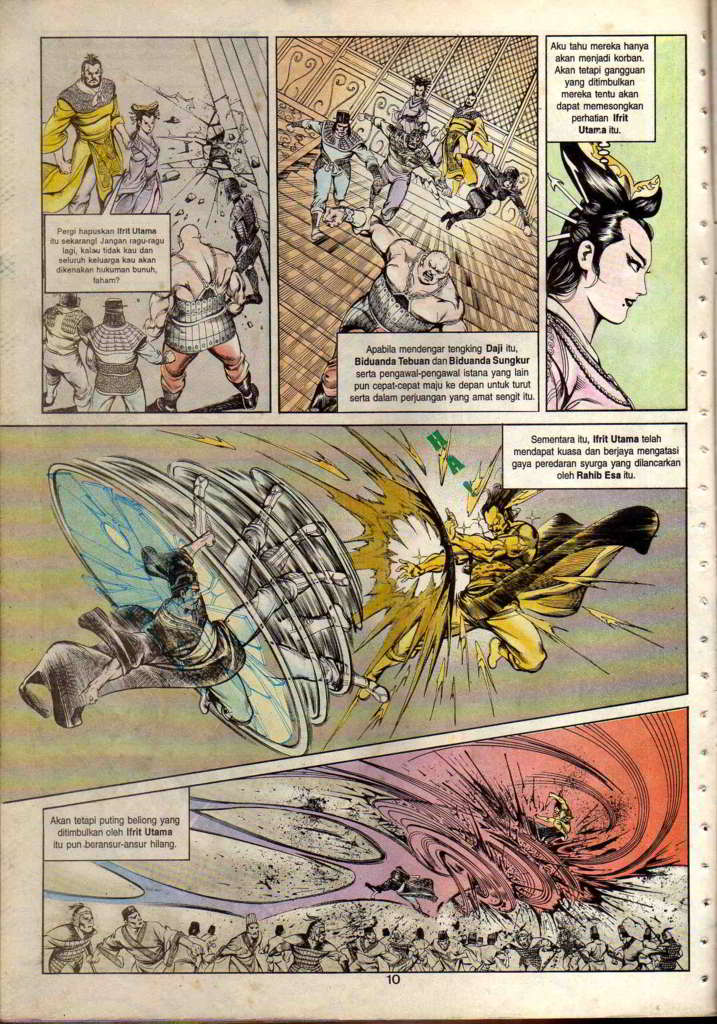 Pergi hapuskan Ifrit Utama
itu sekarang! Jangan ragu-ragu
lagi, kalau tidak kau dan
seluruh keluarga kau akan
dikenakan hukuman bunuh,
faham?
Apabila mendengar tengking Daji itu,
Biduanda Tebuan dan Biduanda Sungkur
serta pengawal-pengawal istana yang lain
pun cepat-cepat maju ke depan untuk turut
serta dalam perjuangan yang amat sengit itu.
Aku tahu mereka hanya
akan menjadi korban.
Akan tetapi gangguan
yang ditimbulkan
mereka tentu akan
dapat memesongkan
perhatian Ifrit
Utama itu.
HA
Sementara itu, Ifrit Utama telah
mendapat kuasa dan berjaya mengatasi
gaya peredaran syurga yang dilancarkan
oleh Rahib Esa itu.
Akan tetapi puting beliong yang
ditimbulkan oleh Ifrit Utama
itu pun beransur-ansur hilang.
10